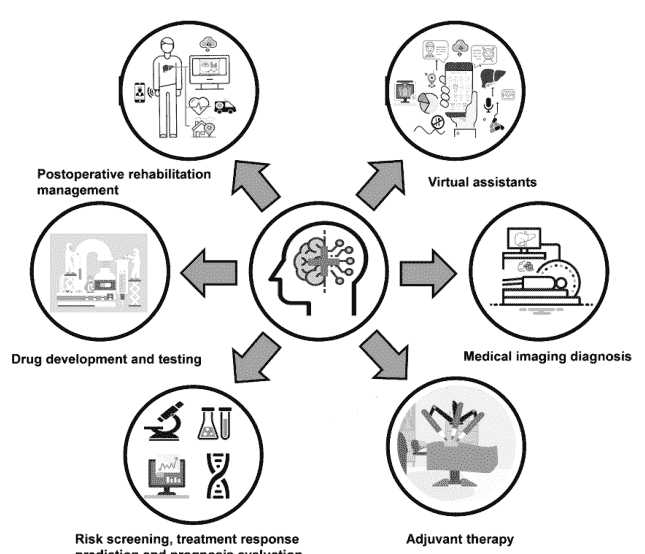 Postoperative rehabilitation
management
Virtual assistants
Drug development and testing
Medical imaging diagnosis
Risk screening, treatment response
prediction and prognosis evaluation
Adjuvant therapy